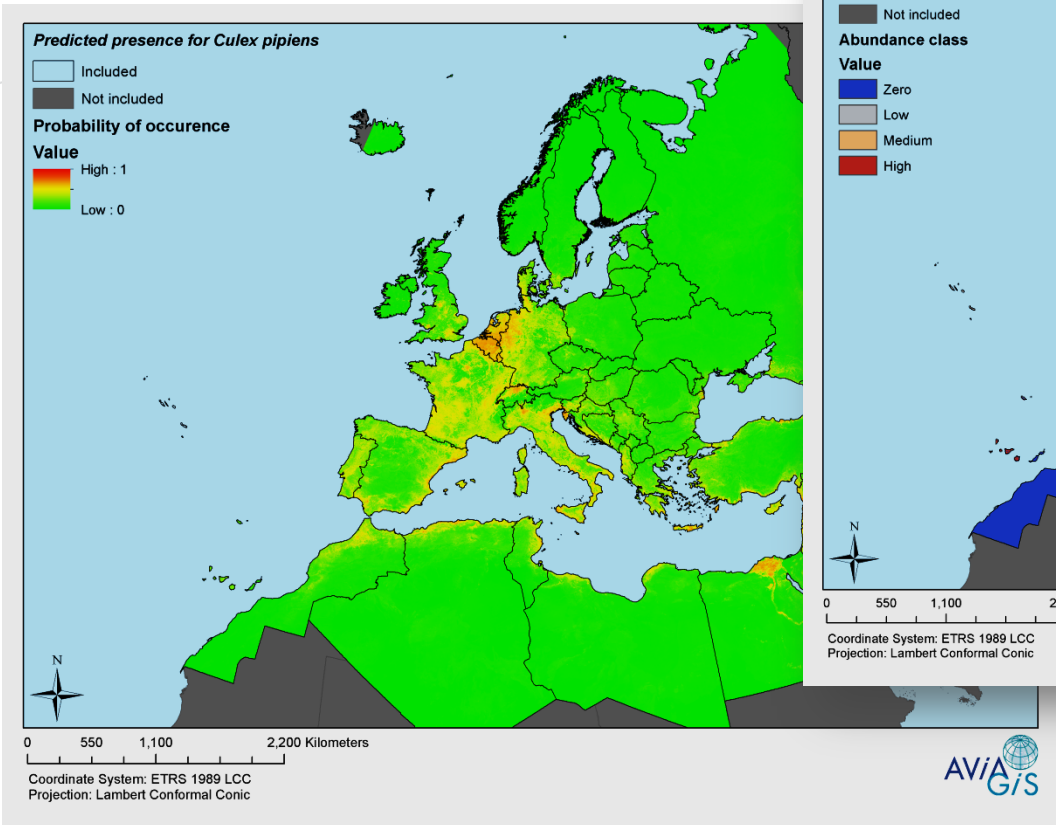 Predicted presence for Culex pipiens
Included
Not included
Probability of occurence
Value
High : 1
Low : 0
N
0 550 1,100 2,200 Kilometers
Coordinate System: ETRS 1989 LCC
Projection: Lambert Conformal Conic
Not included
Abundance class
Value
Zero
Low
Medium
High
N
0 550 1,100 2
Coordinate System: ETRS 1989 LCC
Projection: Lambert Conformal Conic
AViA
GiS